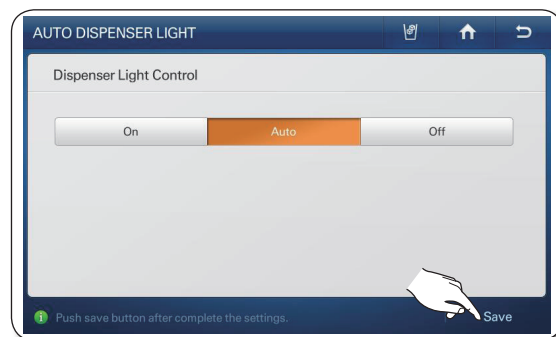 AUTO DISPENSER LIGHT
Dispenser Light Control
On Auto Off
Push save button after complete the settings.
Save